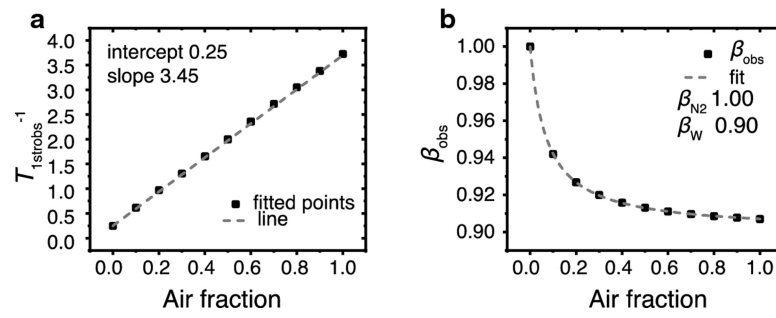 a
intercept 0.25
slope 3.45
4.0
3.5
3.0
2.5
2.0
1.5
1.0
0.5
0.0
T1strobs-1
fitted points
line
0.0 0.2 0.4 0.6 0.8 1.0
Air fraction
b
βobs
fit
βN2 1.00
βW 0.90
1.00
0.98
0.96
0.94
0.92
0.90
βobs
0.0 0.2 0.4 0.6 0.8 1.0
Air fraction